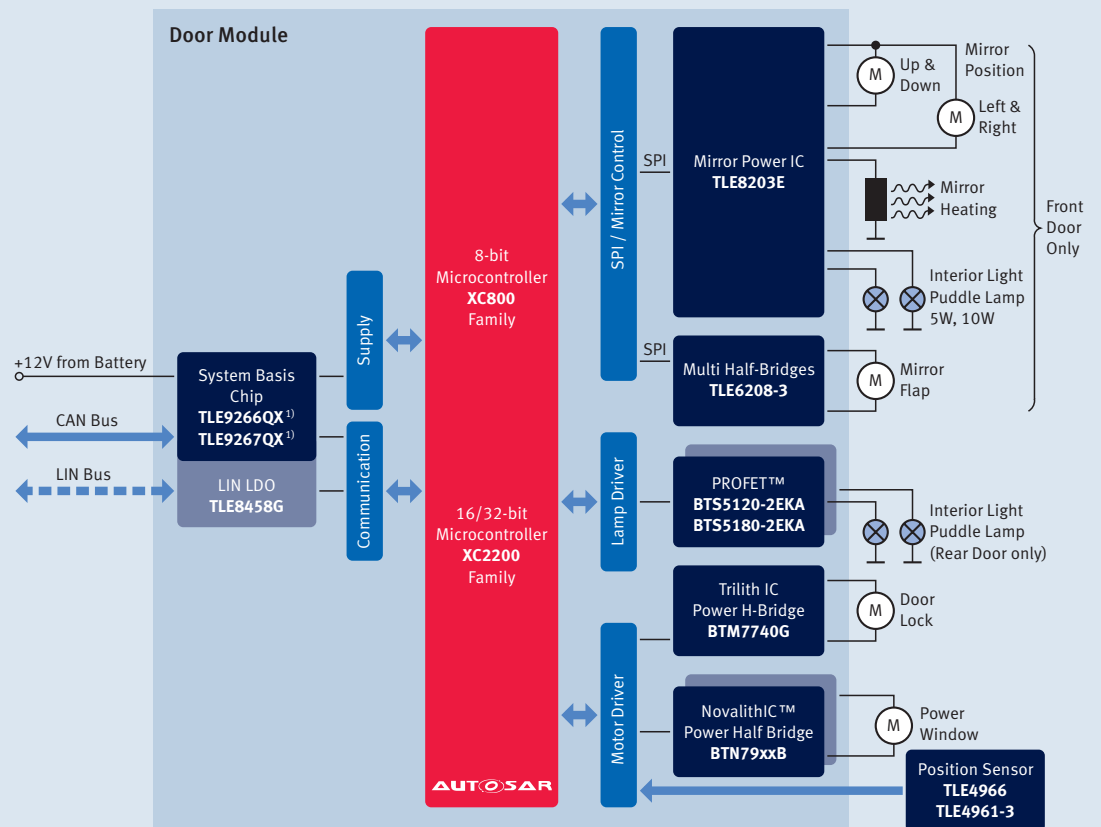 Door Module
8-bit
Microcontroller
XC800
Family
16/32-bit
Microcontroller
XC2200
Family
AUTOSAR
+12V from Battery
CAN Bus
LIN Bus
System Basis
Chip
TLE9266QX 1)
TLE9267QX 1)
LIN LDO
TLE8458G
Supply
Communication
SPI / Mirror Control
Lamp Driver
Motor Driver
SPI
Mirror Power IC
TLE8203E
SPI
Multi Half-Bridges
TLE6208-3
PROFET™
BTS5120-2EKA
BTS5180-2EKA
Trilith IC
Power H-Bridge
BTM7740G
NovalithIC™
Power Half Bridge
BTN79xxB
M
Up &
Down
Mirror
Position
M
Left &
Right
Mirror
Heating
Front
Door
Only
Interior Light
Puddle Lamp
5W, 10W
M
Mirror
Flap
Interior Light
Puddle Lamp
(Rear Door only)
M
Door
Lock
M
Power
Window
Position Sensor
TLE4966
TLE4961-3